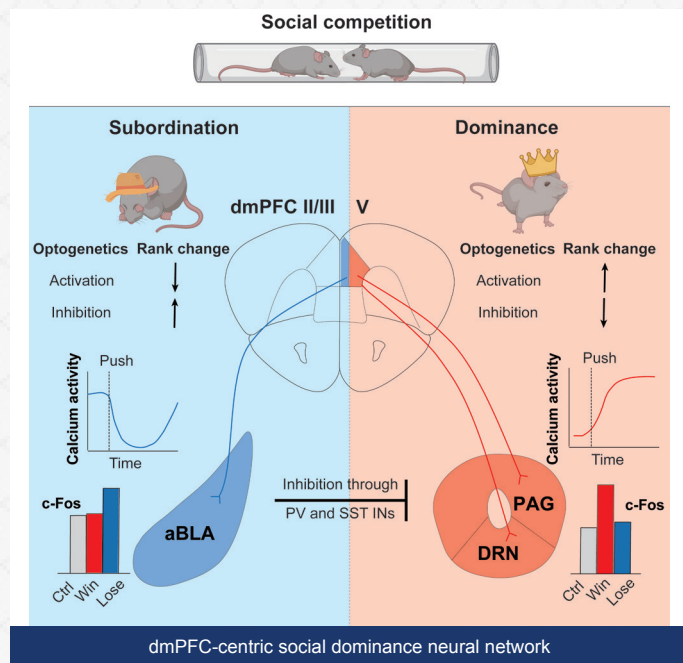 Social competition
Subordination
Dominance
dmPFC II/III V
Optogenetics Rank change
Activation
Inhibition
Optogenetics Rank change
Activation
Inhibition
Push
Calcium activity
Time
Push
Calcium activity
Time
c-Fos
Ctrl
Win
Lose
aBLA
Inhibition through
PV and SST INs
PAG
DRN
c-Fos
Ctrl
Win
Lose
dmPFC-centric social dominance neural network